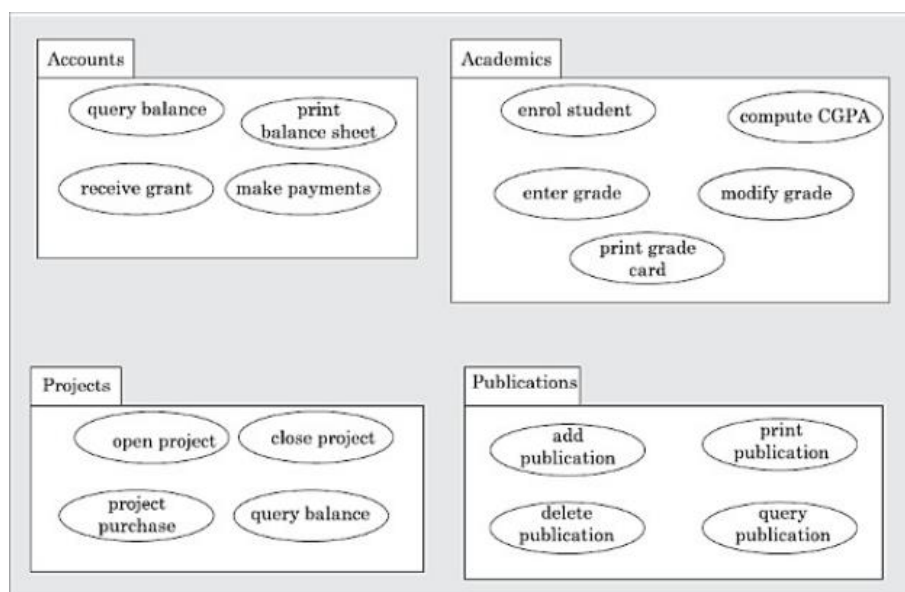 Accounts
query balance
print
balance sheet
receive grant
make payments
Academics
enrol student
compute CGPA
enter grade
modify grade
print grade
card
Projects
open project
close project
project
purchase
query balance
Publications
add
publication
print
publication
delete
publication
query
publication